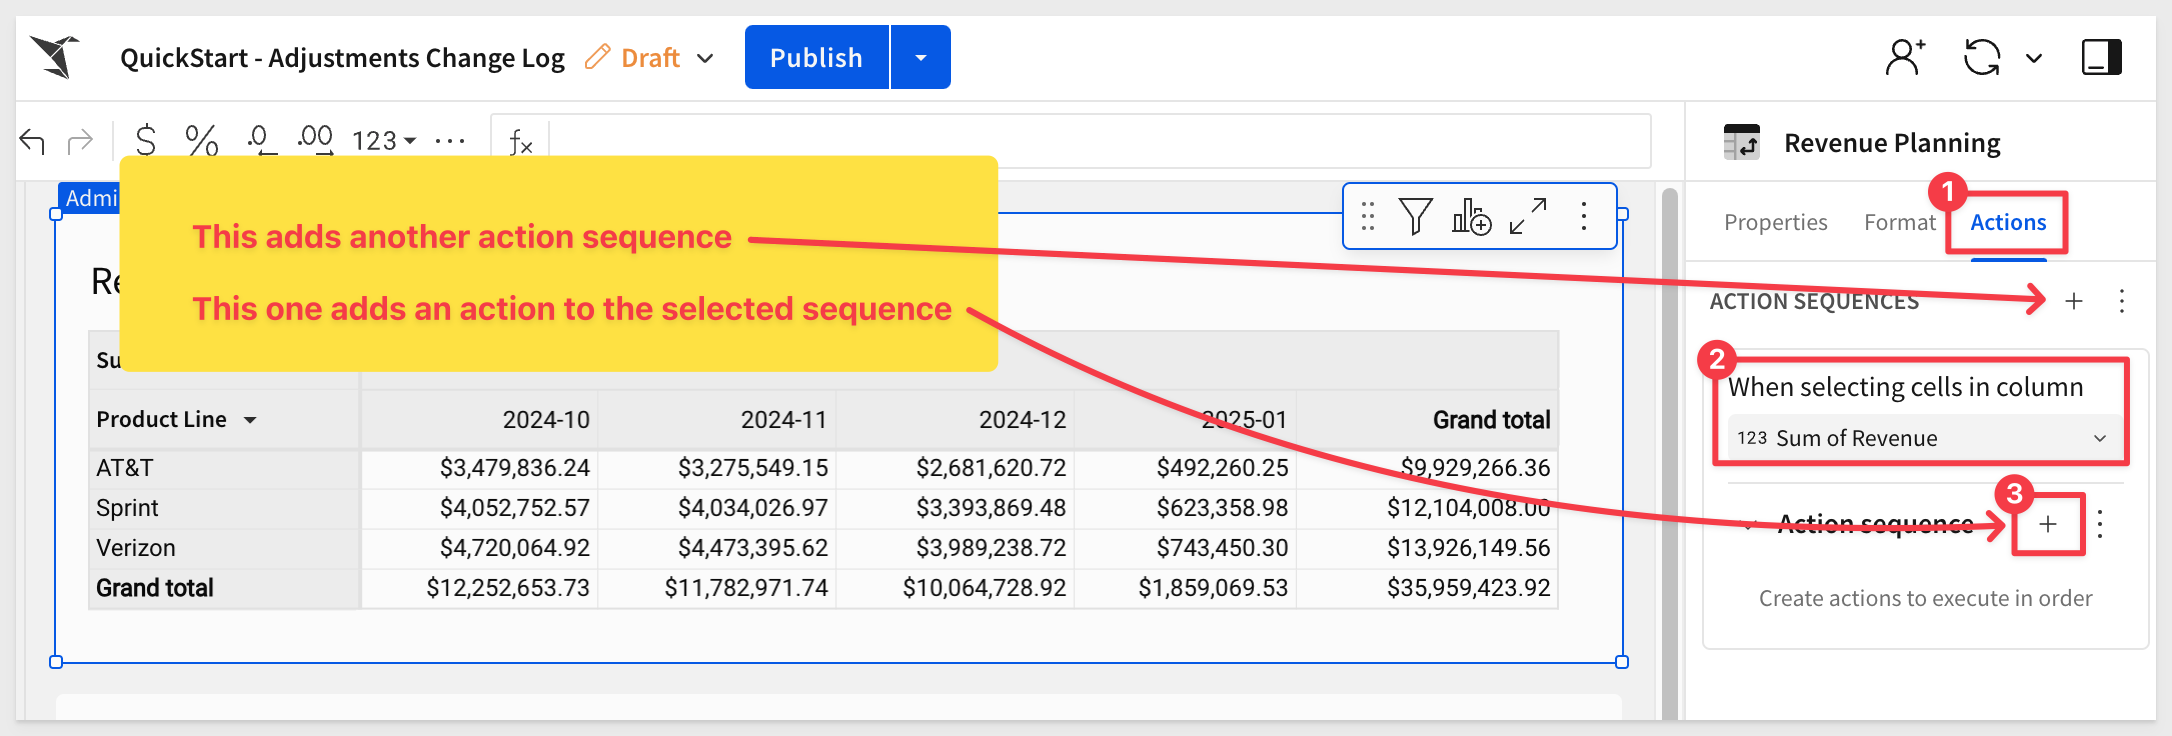 QuickStart - Adjustments Change Log Draft Publish
$ % .0 .00 123 ... fx
Revenue Planning
Admi
Properties Format Actions
1
This adds another action sequence
This one adds an action to the selected sequence
ACTION SEQUENCES
2
When selecting cells in column
123 Sum of Revenue
3
Action sequence
Create actions to execute in order
Re
Su
Product Line 2024-10 2024-11 2024-12 2025-01 Grand total
AT&T $3,479,836.24 $3,275,549.15 $2,681,620.72 $492,260.25 $9,929,266.36
Sprint $4,052,752.57 $4,034,026.97 $3,393,869.48 $623,358.98 $12,104,008.00
Verizon $4,720,064.92 $4,473,395.62 $3,989,238.72 $743,450.30 $13,926,149.56
Grand total $12,252,653.73 $11,782,971.74 $10,064,728.92 $1,859,069.53 $35,959,423.92